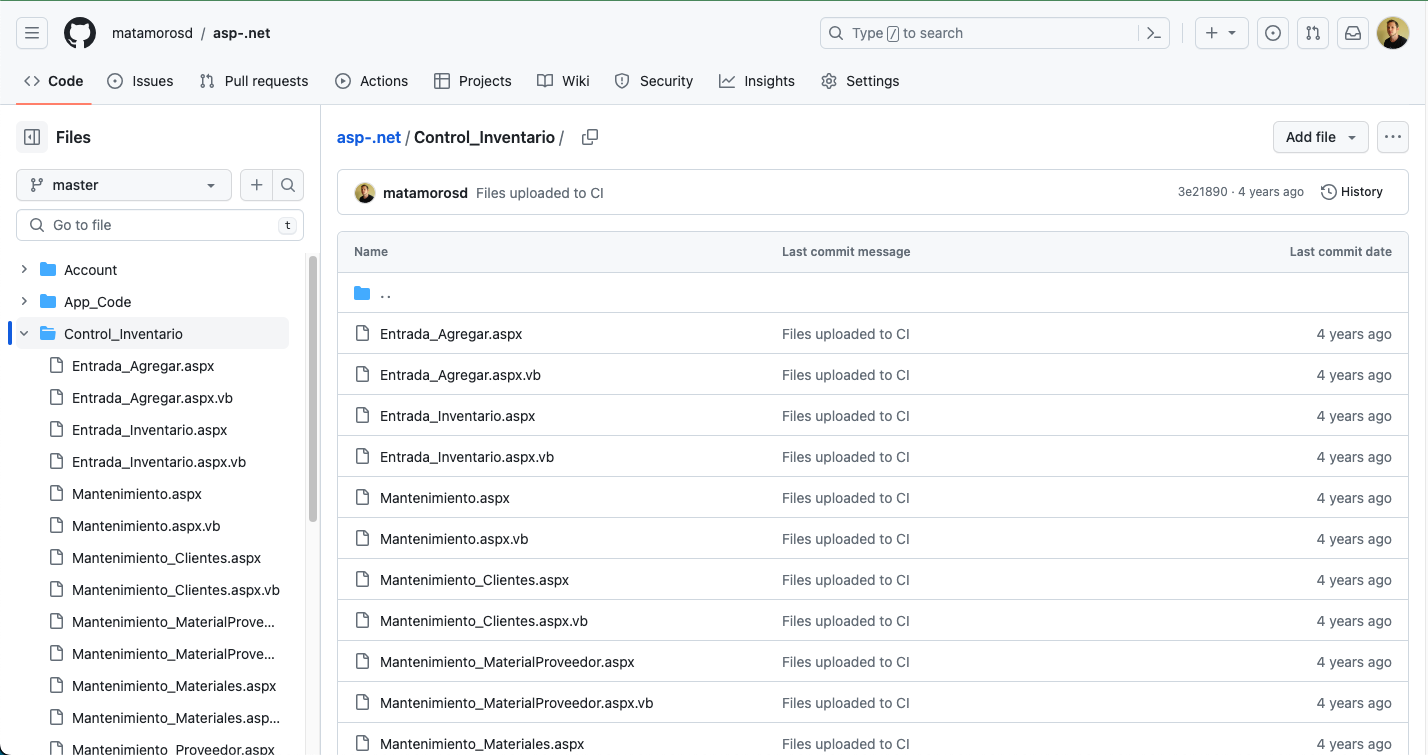 matamorosd / asp-.net
Type / to search
Code
Issues
Pull requests
Actions
Projects
Wiki
Security
Insights
Settings
Files
master
Go to file
t
Account
App_Code
Control_Inventario
Entrada_Agregar.aspx
Entrada_Agregar.aspx.vb
Entrada_Inventario.aspx
Entrada_Inventario.aspx.vb
Mantenimiento.aspx
Mantenimiento.aspx.vb
Mantenimiento_Clientes.aspx
Mantenimiento_Clientes.aspx.vb
Mantenimiento_MaterialProve...
Mantenimiento_MaterialProve...
Mantenimiento_Materiales.aspx
Mantenimiento_Materiales.asp...
Mantenimiento_Proveedor.aspx
asp-.net / Control_Inventario /
Add file
matamorosd Files uploaded to CI
3e21890 · 4 years ago
History
Name Last commit message Last commit date
..
Entrada_Agregar.aspx Files uploaded to CI 4 years ago
Entrada_Agregar.aspx.vb Files uploaded to CI 4 years ago
Entrada_Inventario.aspx Files uploaded to CI 4 years ago
Entrada_Inventario.aspx.vb Files uploaded to CI 4 years ago
Mantenimiento.aspx Files uploaded to CI 4 years ago
Mantenimiento.aspx.vb Files uploaded to CI 4 years ago
Mantenimiento_Clientes.aspx Files uploaded to CI 4 years ago
Mantenimiento_Clientes.aspx.vb Files uploaded to CI 4 years ago
Mantenimiento_MaterialProveedor.aspx Files uploaded to CI 4 years ago
Mantenimiento_MaterialProveedor.aspx.vb Files uploaded to CI 4 years ago
Mantenimiento_Materiales.aspx Files uploaded to CI 4 years ago